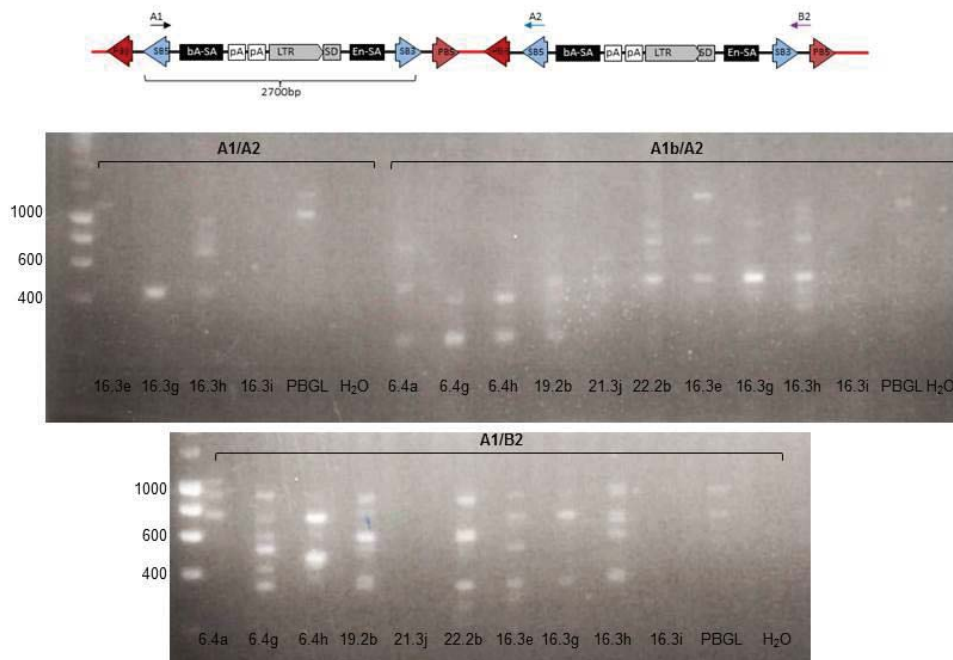 A1 A2 B2
SB5 bA-SA pA pA LTR SD En-SA SB3 PB5 SB5 bA-SA pA pA LTR SD En-SA SB3 PB5
2700bp
A1/A2 A1b/A2
1000
600
400
16.3e 16.3g 16.3h 16.3i PBGL H2O 6.4a 6.4g 6.4h 19.2b 21.3j 22.2b 16.3e 16.3g 16.3h 16.3i PBGL H2O
A1/B2
1000
600
400
6.4a 6.4g 6.4h 19.2b 21.3j 22.2b 16.3e 16.3g 16.3h 16.3i PBGL H2O